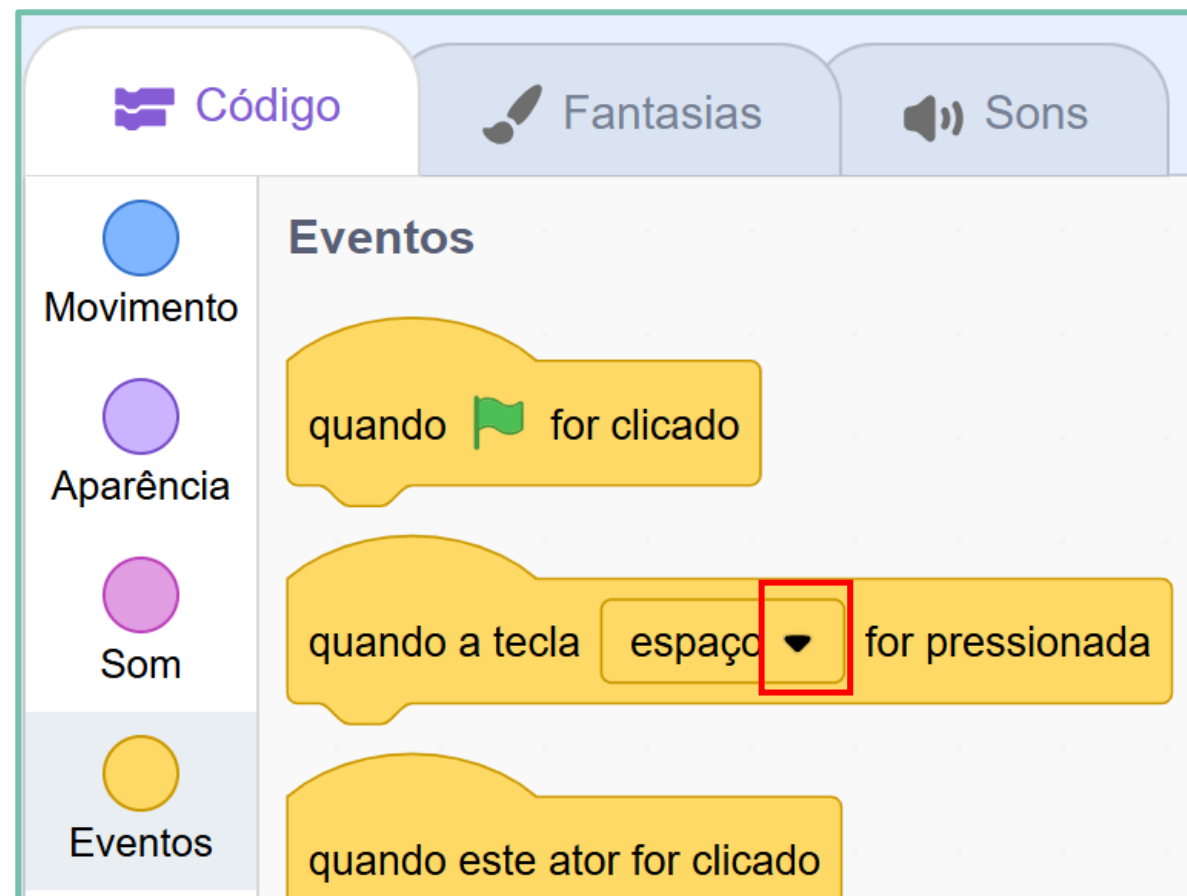 Código
Fantasias
Sons
Movimento
Aparência
Som
Eventos
Eventos
quando for clicado
quando a tecla espaço for pressionada
quando este ator for clicado